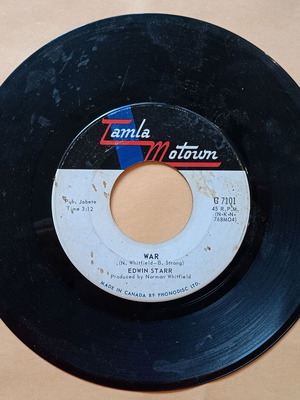 Tamla
Motown
Pub. Jobete
Time 3:12
G 7101
45 R.P.M.
(N-K-N-
768M04)
WAR
(N. Whitfield-B. Strong)
EDWIN STARR
Produced by Norman Whitfield
MADE IN CANADA BY PHONODISC LTD.